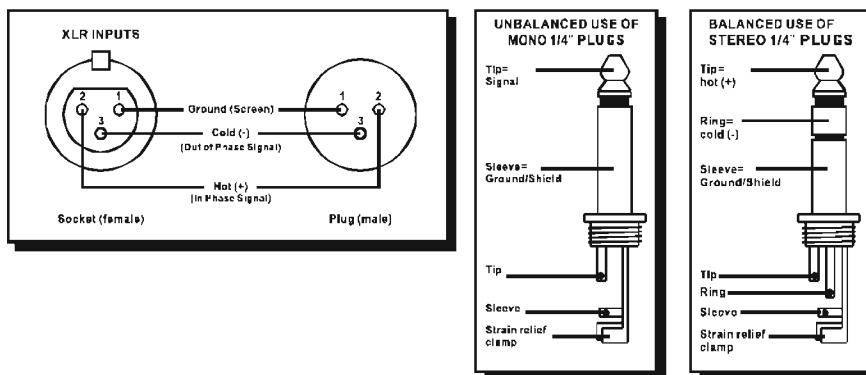 XLR INPUTS
2
1
3
Ground (Screen)
Cold (-)
(Out of Phase Signal)
Hot (+)
(In Phase Signal)
1
2
3
Socket (female)
Plug (male)
UNBALANCED USE OF
MONO 1/4" PLUGS
Tip=
Signal
Sleeve=
Ground/Shield
Tip
Sleeve
Strain relief
clamp
BALANCED USE OF
STEREO 1/4" PLUGS
Tip=
hot (+)
Ring=
cold (-)
Sleeve=
Ground/Shield
Tip
Ring
Sleeve
Strain relief
clamp